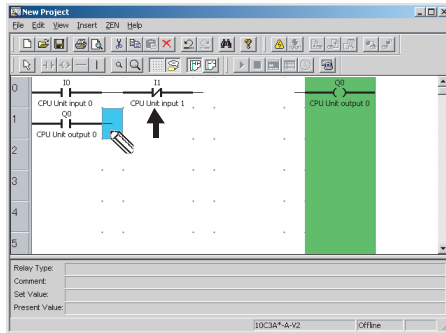 New Project
File Edit View Insert ZEN Help
0
I0
I1
Q0
CPU Unit input 0
CPU Unit input 1
CPU Unit output 0
1
Q0
CPU Unit output 0
2
3
4
5
Relay Type:
Comment:
Set Value:
Present Value:
10C3A*-A-V2
Offline